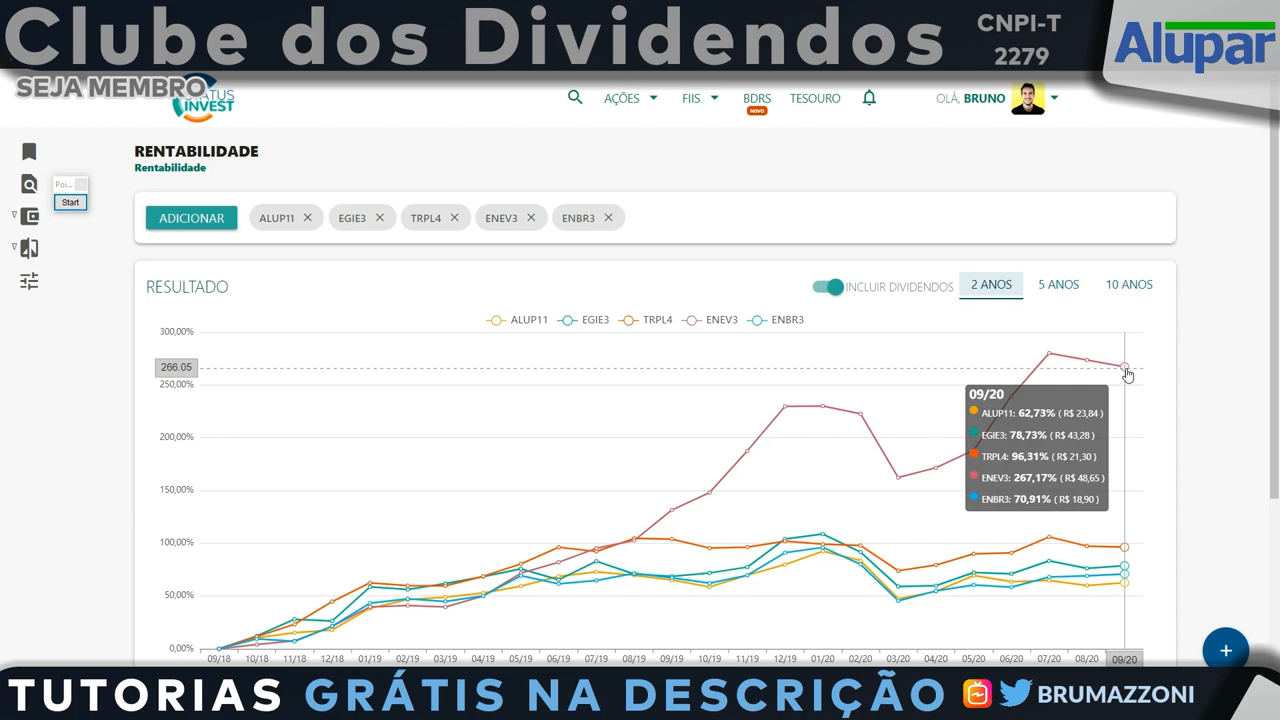 Clube dos Dividendos
CNPI-T
2279
Alupar
SEJA MEMBRO
STATUS
INVEST
AÇÕES
FIIS
BDRS
NOVO
TESOURO
OLÁ, BRUNO
RENTABILIDADE
Rentabilidade
Poi...
Start
ADICIONAR
ALUP11
EGIE3
TRPL4
ENEV3
ENBR3
RESULTADO
INCLUIR DIVIDENDOS
2 ANOS
5 ANOS
10 ANOS
ALUP11 EGIE3 TRPL4 ENEV3 ENBR3
300,00%
266.05
250,00%
200,00%
150,00%
100,00%
50,00%
0,00%
09/20
ALUP11: 62,73% ( R$ 23,84 )
EGIE3: 78,73% ( R$ 43,28 )
TRPL4: 96,31% ( R$ 21,30 )
ENEV3: 267,17% ( R$ 48,65 )
ENBR3: 70,91% ( R$ 18,90 )
09/18 10/18 11/18 12/18 01/19 02/19 03/19 04/19 05/19 06/19 07/19 08/19 09/19 10/19 11/19 12/19 01/20 02/20 03/20 04/20 05/20 06/20 07/20 08/20 09/20
+
TUTORIAS GRÁTIS NA DESCRIÇÃO
BRUMAZZONI